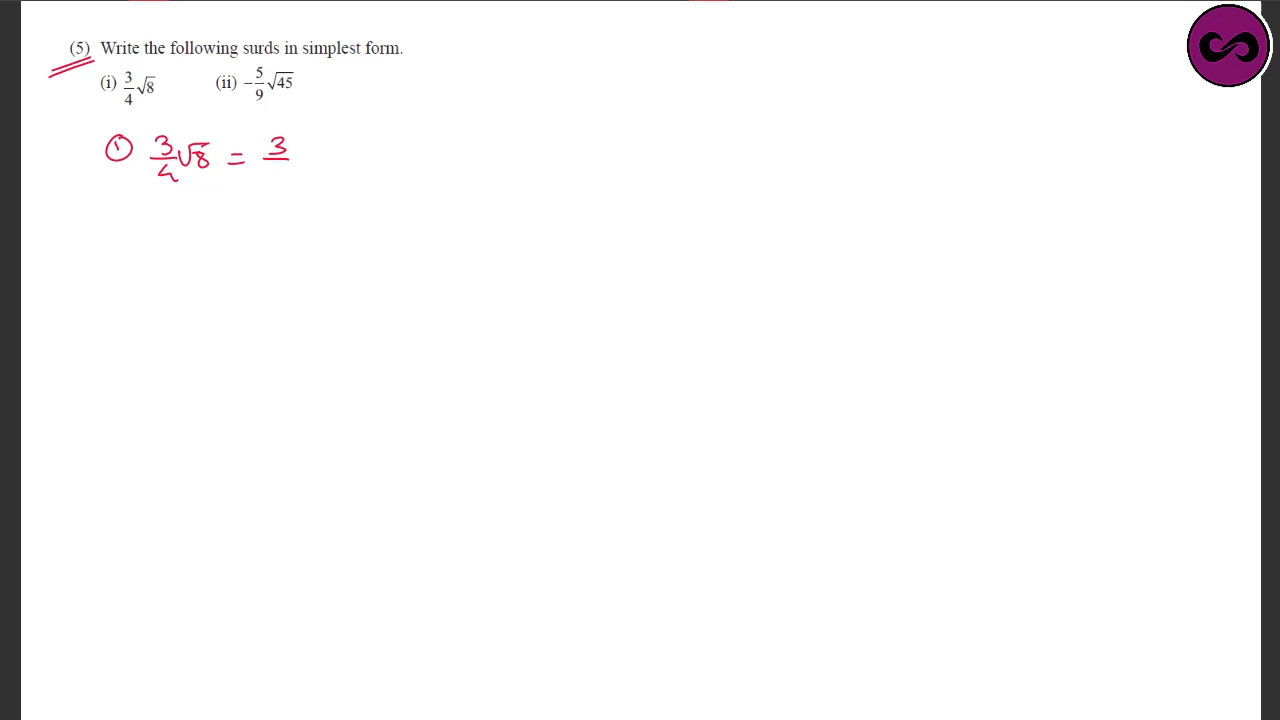 (5) Write the following surds in simplest form.
(i) 3/4 √8 (ii) −5/9 √45
(i) 3/4 √8 = 3